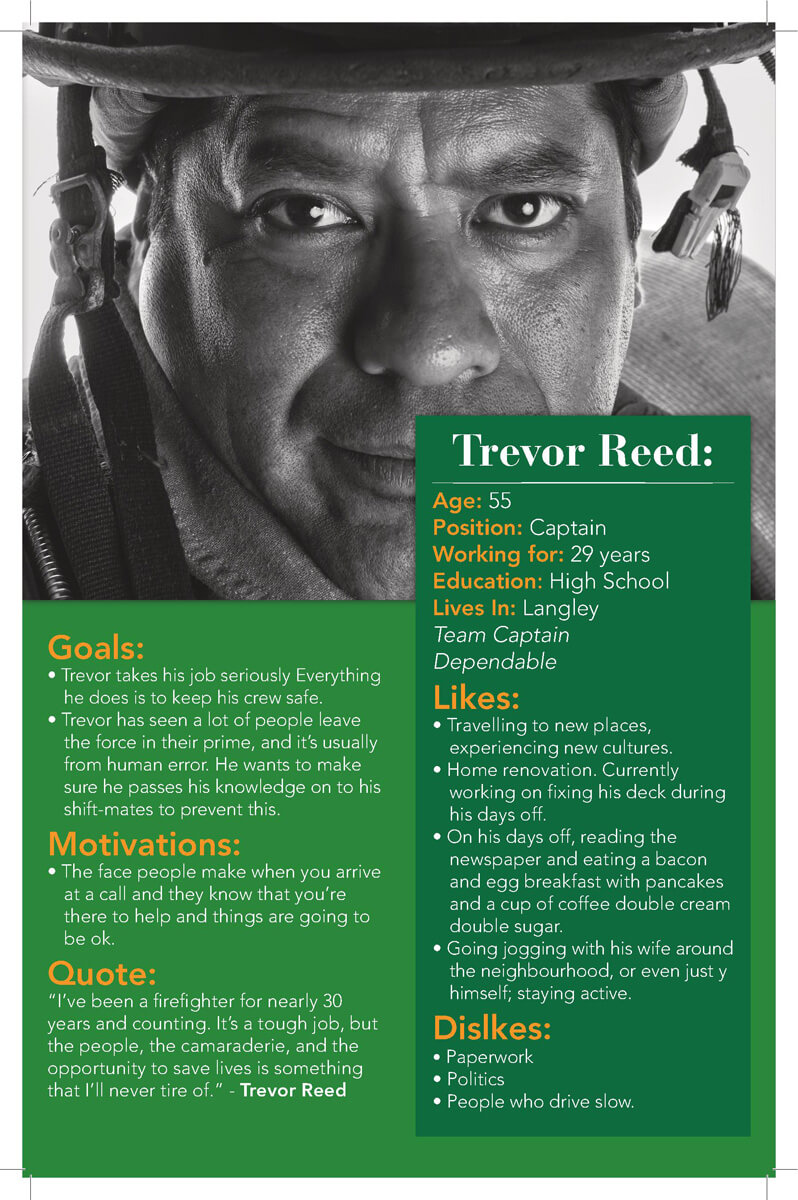 Trevor Reed:
Age: 55
Position: Captain
Working for: 29 years
Education: High School
Lives In: Langley
Team Captain
Dependable
Likes:
• Travelling to new places,
experiencing new cultures.
• Home renovation. Currently
working on fixing his deck during
his days off.
• On his days off, reading the
newspaper and eating a bacon
and egg breakfast with pancakes
and a cup of coffee double cream
double sugar.
• Going jogging with his wife around
the neighbourhood, or even just y
himself; staying active.
Dislkes:
• Paperwork
• Politics
• People who drive slow.
Goals:
• Trevor takes his job seriously Everything
he does is to keep his crew safe.
• Trevor has seen a lot of people leave
the force in their prime, and it's usually
from human error. He wants to make
sure he passes his knowledge on to his
shift-mates to prevent this.
Motivations:
• The face people make when you arrive
at a call and they know that you're
there to help and things are going to
be ok.
Quote:
"I've been a firefighter for nearly 30
years and counting. It's a tough job, but
the people, the camaraderie, and the
opportunity to save lives is something
that I'll never tire of." - Trevor Reed